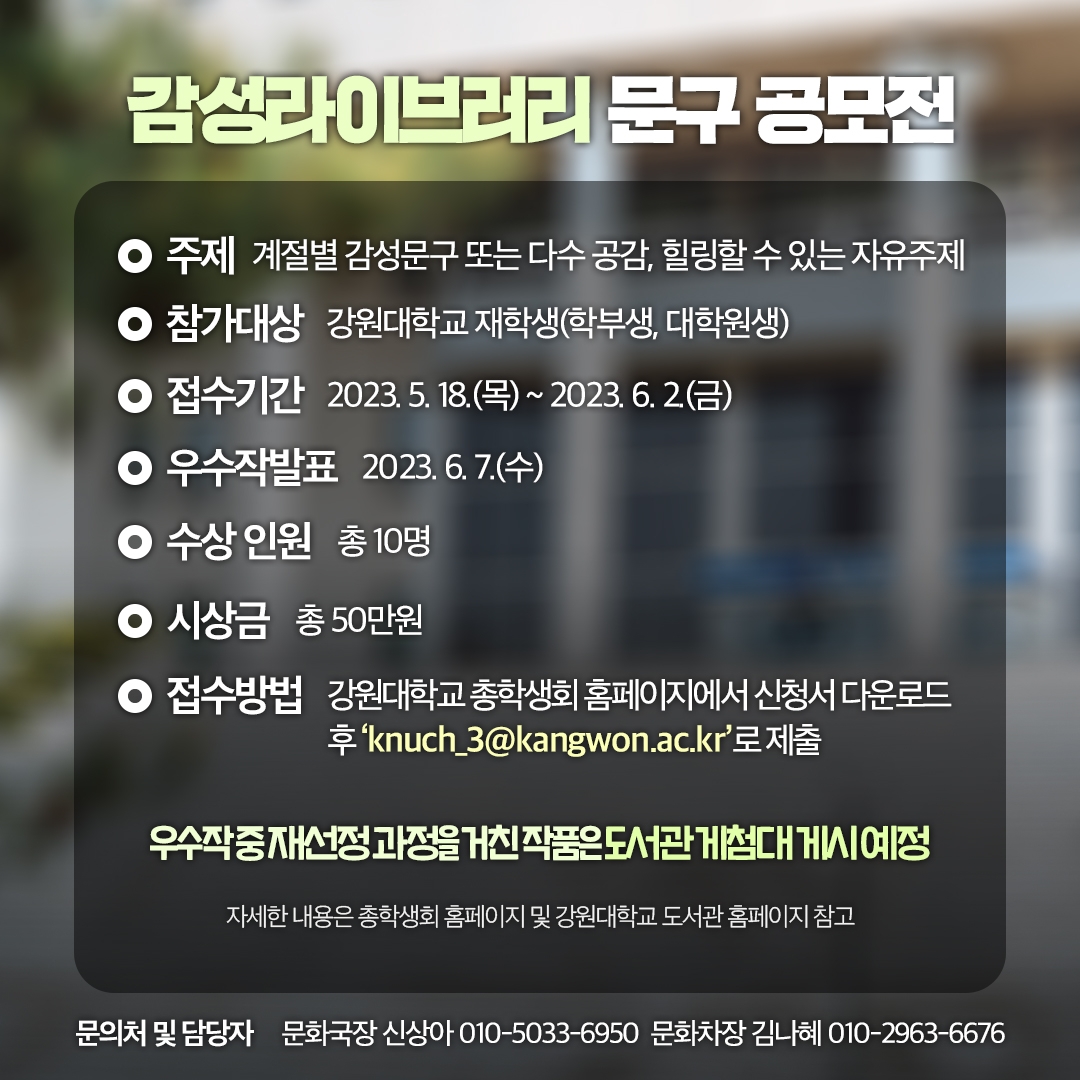 감성라이브러리 문구 공모전
주제 계절별 감성문구 또는 다수 공감, 힐링할 수 있는 자유주제
참가대상 강원대학교 재학생(학부생, 대학원생)
접수기간 2023. 5. 18.(목) ~ 2023. 6. 2.(금)
우수작발표 2023. 6. 7.(수)
수상 인원 총 10명
시상금 총 50만원
접수방법 강원대학교 총학생회 홈페이지에서 신청서 다운로드
후 ‘knuch_3@kangwon.ac.kr’로 제출
우수작 중 재선정 과정을 거친 작품은 도서관 게첨대 게시 예정
자세한 내용은 총학생회 홈페이지 및 강원대학교 도서관 홈페이지 참고
문의처 및 담당자 문화국장 신상아 010-5033-6950 문화차장 김나혜 010-2963-6676